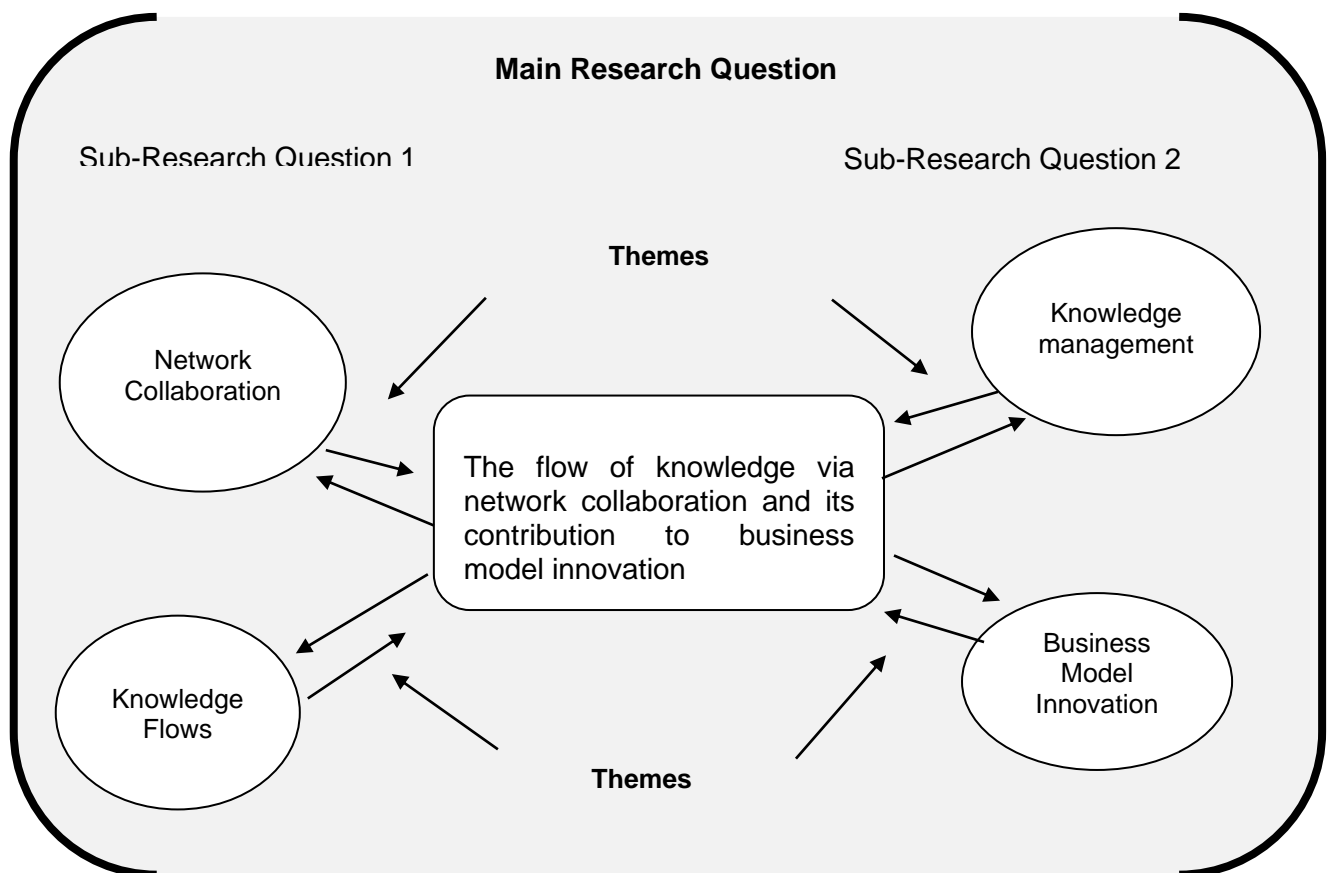 Main Research Question
Sub-Research Question 1
Sub-Research Question 2
Themes
Network
Collaboration
Knowledge
management
The flow of knowledge via
network collaboration and its
contribution to business
model innovation
Knowledge
Flows
Business
Model
Innovation
Themes